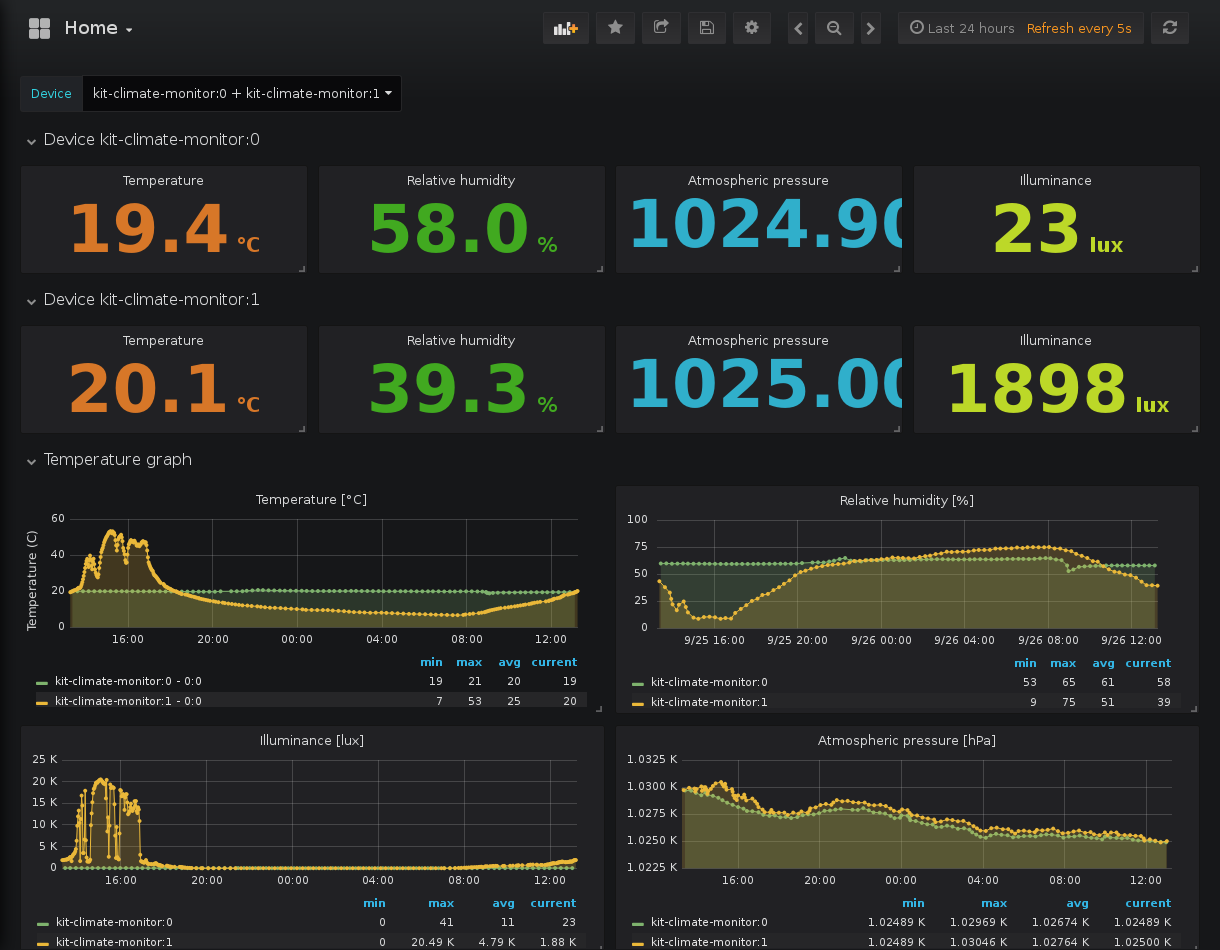 Home
Last 24 hours Refresh every 5s
Device kit-climate-monitor:0 + kit-climate-monitor:1
Device kit-climate-monitor:0
Temperature Relative humidity Atmospheric pressure Illuminance
19.4 °C 58.0 % 1024.90 23 lux
Device kit-climate-monitor:1
Temperature Relative humidity Atmospheric pressure Illuminance
20.1 °C 39.3 % 1025.00 1898 lux
Temperature graph
Temperature [°C]
Temperature (C)
60
40
20
0
16:00 20:00 00:00 04:00 08:00 12:00
min max avg current
kit-climate-monitor:0 - 0:0 19 21 20 19
kit-climate-monitor:1 - 0:0 7 53 25 20
Relative humidity [%]
100
75
50
25
0
9/25 16:00 9/25 20:00 9/26 00:00 9/26 04:00 9/26 08:00 9/26 12:00
min max avg current
kit-climate-monitor:0 53 65 61 58
kit-climate-monitor:1 9 75 51 39
Illuminance [lux]
25 K
20 K
15 K
10 K
5 K
0
16:00 20:00 00:00 04:00 08:00 12:00
min max avg current
kit-climate-monitor:0 0 41 11 23
kit-climate-monitor:1 0 20.49 K 4.79 K 1.88 K
Atmospheric pressure [hPa]
1.0325 K
1.0300 K
1.0275 K
1.0250 K
1.0225 K
16:00 20:00 00:00 04:00 08:00 12:00
min max avg current
kit-climate-monitor:0 1.02489 K 1.02969 K 1.02674 K 1.02489 K
kit-climate-monitor:1 1.02489 K 1.03046 K 1.02764 K 1.02500 K